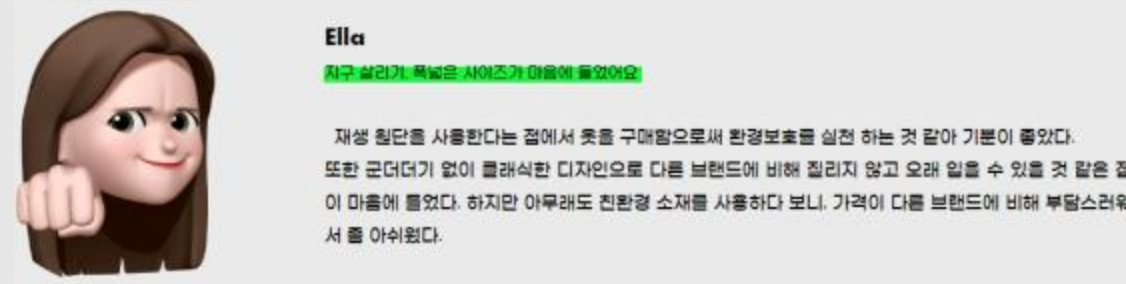 Ella
지구 살리기, 폭넓은 사이즈가 마음에 들었어요
재생 원단을 사용한다는 점에서 옷을 구매함으로써 환경보호를 실천 하는 것 같아 기분이 좋았다.
또한 군더더기 없이 클래식한 디자인으로 다른 브랜드에 비해 질리지 않고 오래 입을 수 있을 것 같은 점
이 마음에 들었다. 하지만 아무래도 친환경 소재를 사용하다 보니, 가격이 다른 브랜드에 비해 부담스러워
서 좀 아쉬웠다.